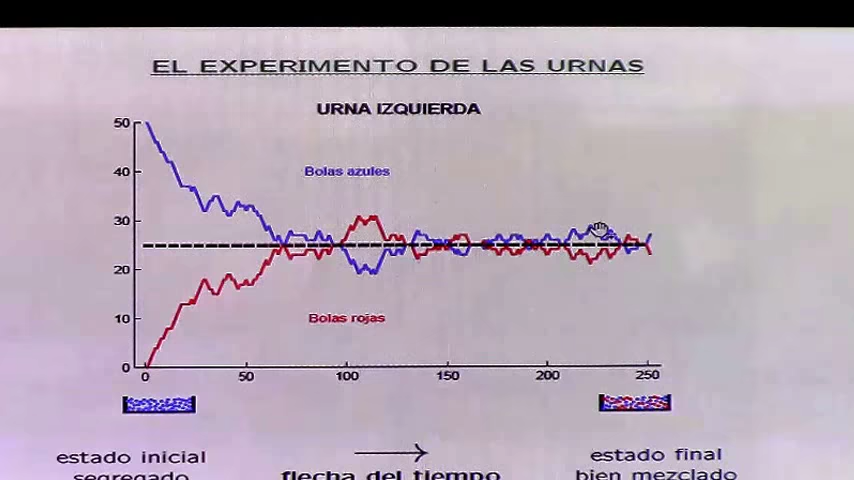 EL EXPERIMENTO DE LAS URNAS
URNA IZQUIERDA
50
Bolas azules
40
30
20
Bolas rojas
10
0
0 50 100 150 200 250
estado inicial
segregado
flecha del tiempo
estado final
bien mezclado